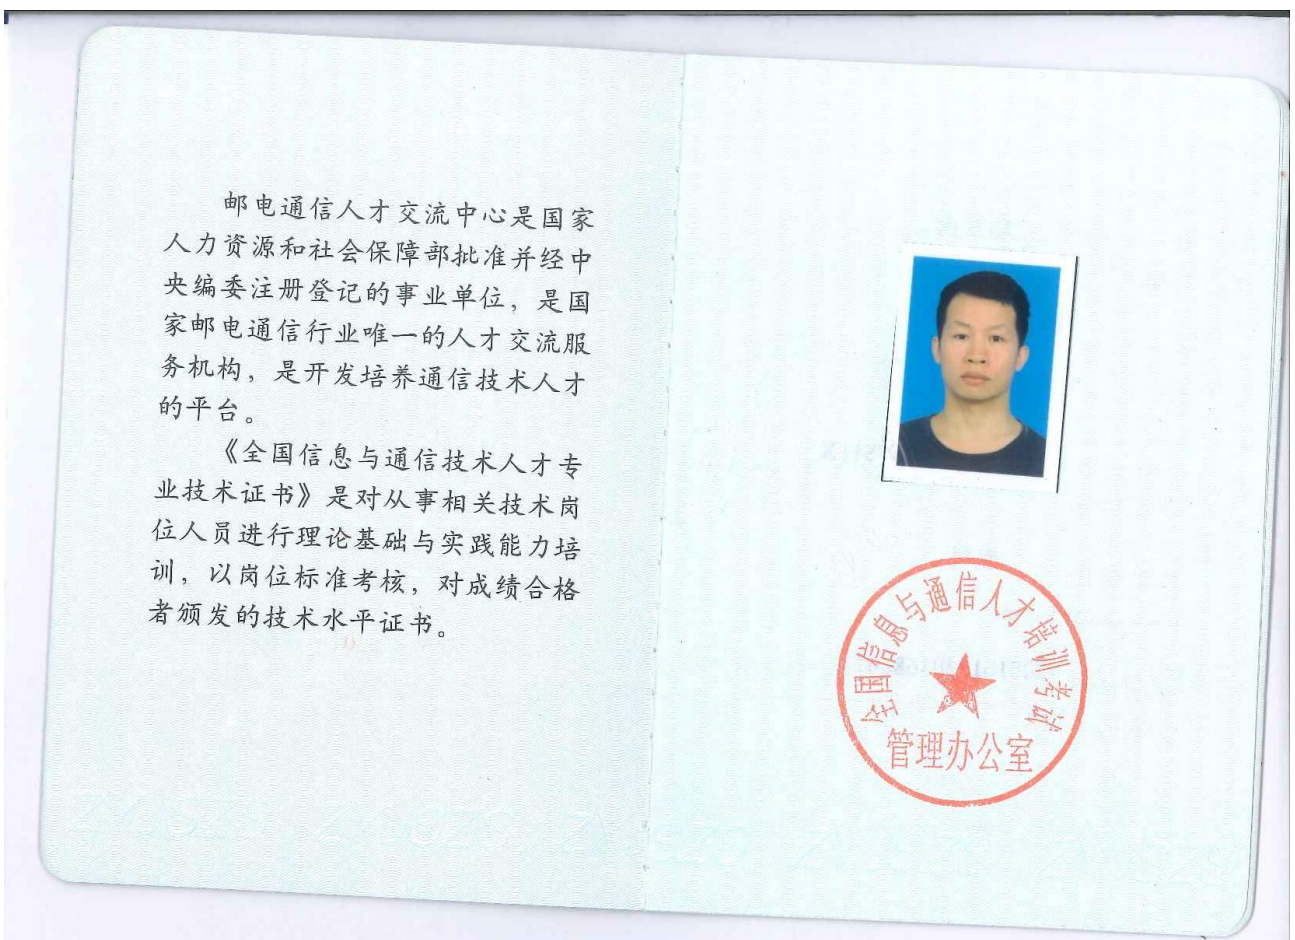 邮电通信人才交流中心是国家
人力资源和社会保障部批准并经中
央编委注册登记的事业单位，是国
家邮电通信行业唯一的人才交流服
务机构，是开发培养通信技术人才
的平台。
《全国信息与通信技术人才专
业技术证书》是对从事相关技术岗
位人员进行理论基础与实践能力培
训，以岗位标准考核，对成绩合格
者颁发的技术水平证书。
全国信息与通信人才培训考试
管理办公室